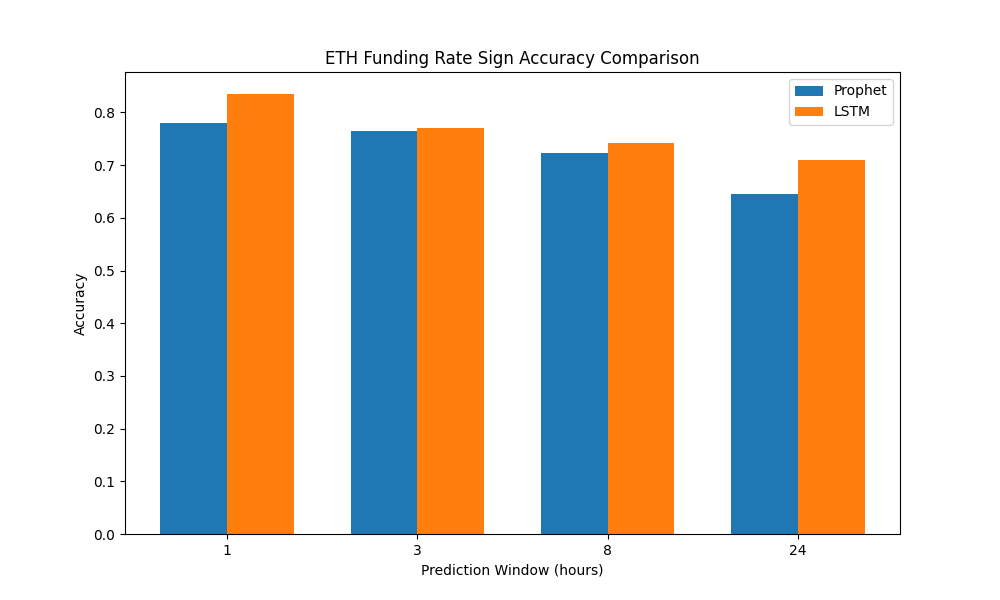 ETH Funding Rate Sign Accuracy Comparison
Prophet
LSTM
Accuracy
0.8
0.7
0.6
0.5
0.4
0.3
0.2
0.1
0.0
1 3 8 24
Prediction Window (hours)